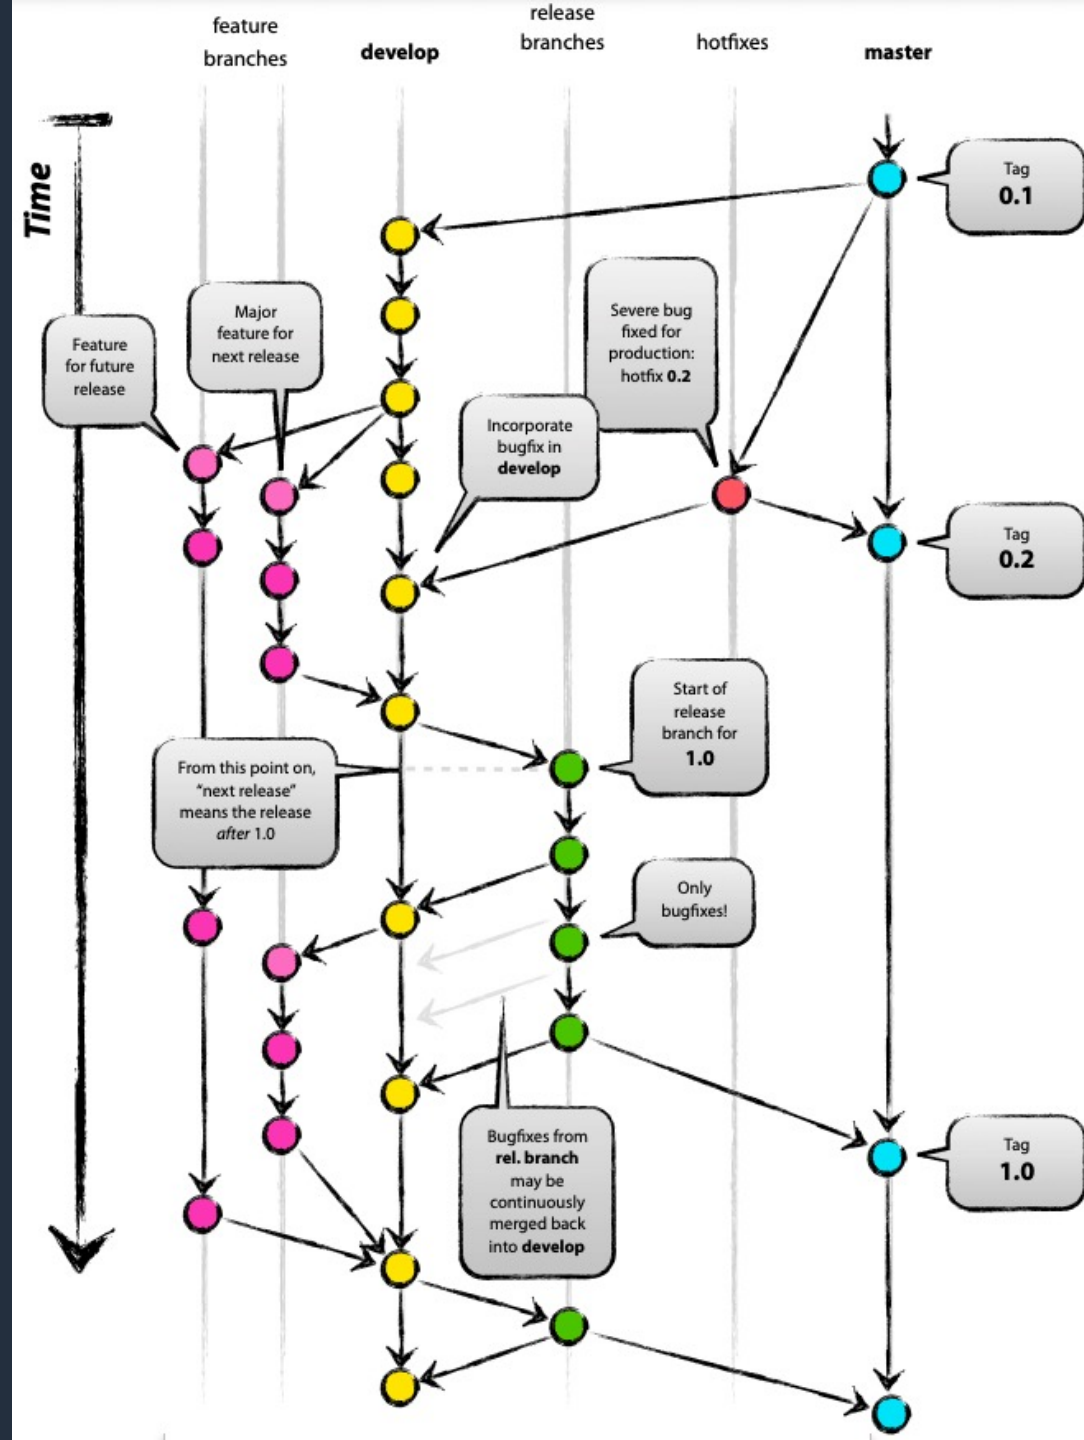 feature
branches
develop
release
branches
hotfixes
master
Time
Tag
0.1
Feature
for future
release
Major
feature for
next release
Severe bug
fixed for
production:
hotfix 0.2
Incorporate
bugfix in
develop
Tag
0.2
Start of
release
branch for
1.0
From this point on,
“next release”
means the release
after 1.0
Only
bugfixes!
Bugfixes from
rel. branch
may be
continuously
merged back
into develop
Tag
1.0